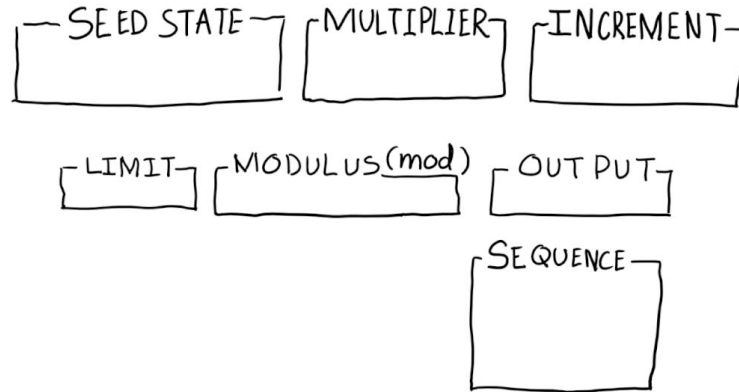 SEED STATE MULTIPLIER INCREMENT
LIMIT MODULUS (mod) OUTPUT
SEQUENCE